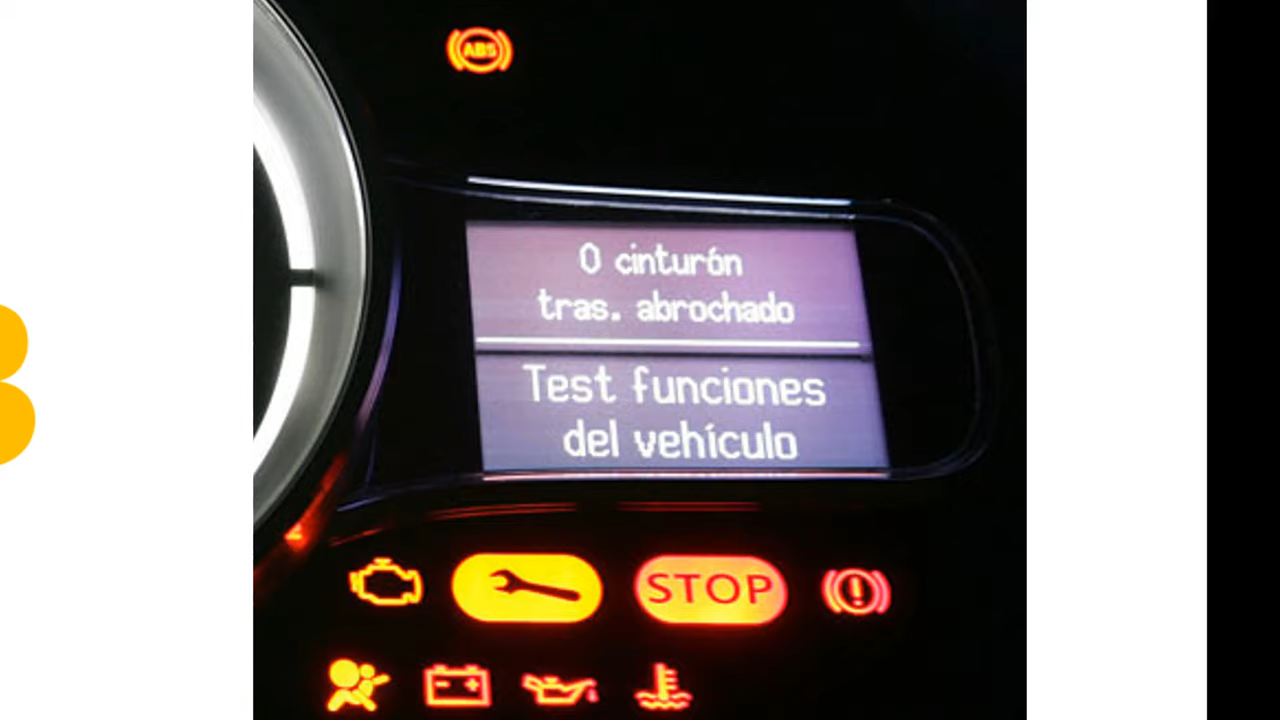 ABS
0 cinturón
tras. abrochado
Test funciones
del vehículo
STOP